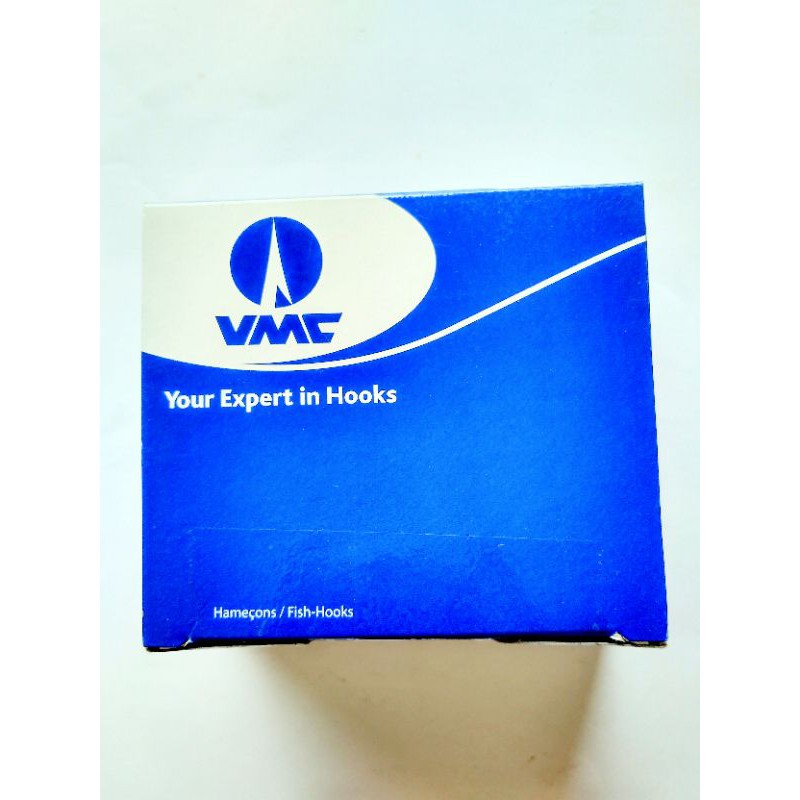 VMC
Your Expert in Hooks
Hameçons / Fish-Hooks